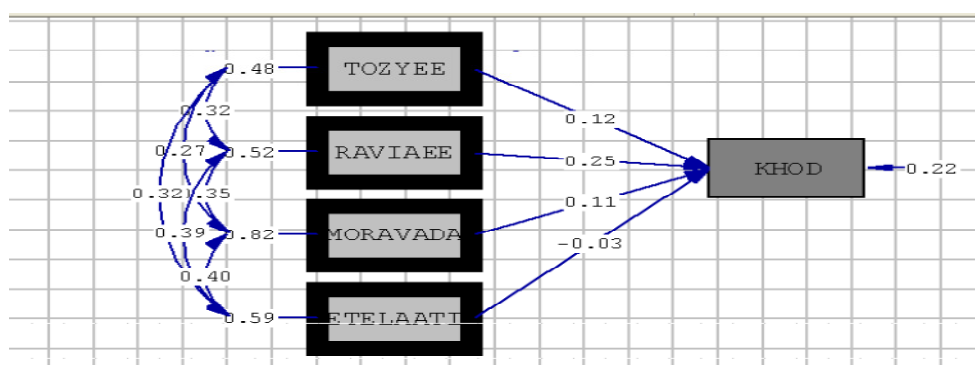 0.48 TOZYEE
0.32
0.12
0.27 0.52 RAVIAEE 0.25 KHOD 0.22
0.32 0.35
0.11
0.39 0.82 MORAVADA -0.03
0.40
0.59 ETELAATI